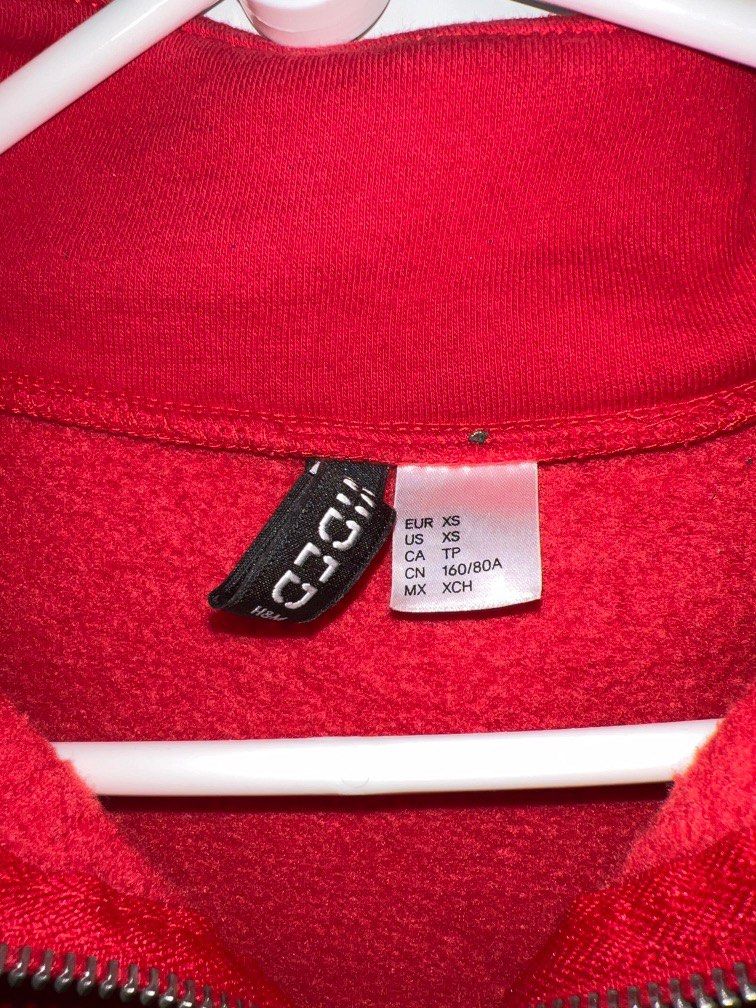 EUR XS
US XS
CA TP
CN 160/80A
MX XCH
H&M